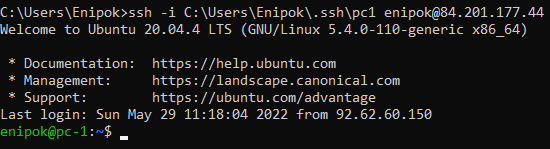 C:\Users\Enipok>ssh -i C:\Users\Enipok\.ssh\pc1 enipok@84.201.177.44
Welcome to Ubuntu 20.04.4 LTS (GNU/Linux 5.4.0-110-generic x86_64)
* Documentation:  https://help.ubuntu.com
* Management:     https://landscape.canonical.com
* Support:        https://ubuntu.com/advantage
Last login: Sun May 29 11:18:04 2022 from 92.62.60.150
enipok@pc-1:~$ _